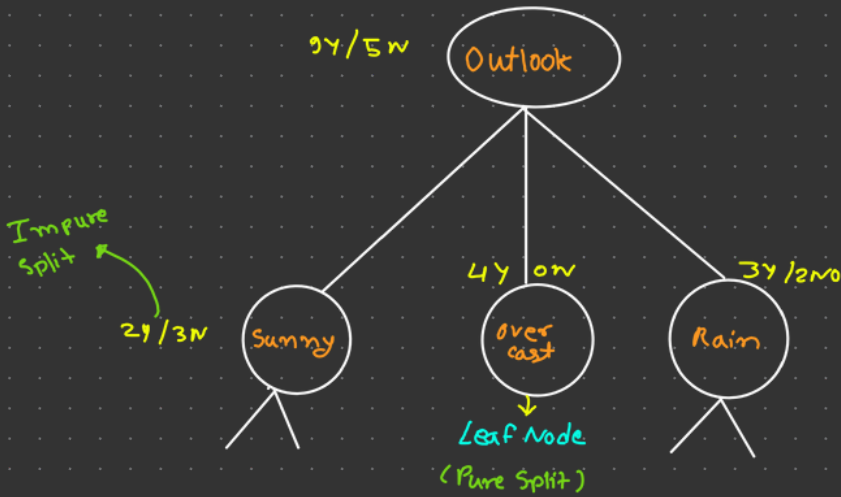 9Y/5N
Outlook
Impure
Split
4Y 0N
3Y/2No
2Y/3N
Sunny
Over
cast
Rain
Leaf Node
(Pure Split)